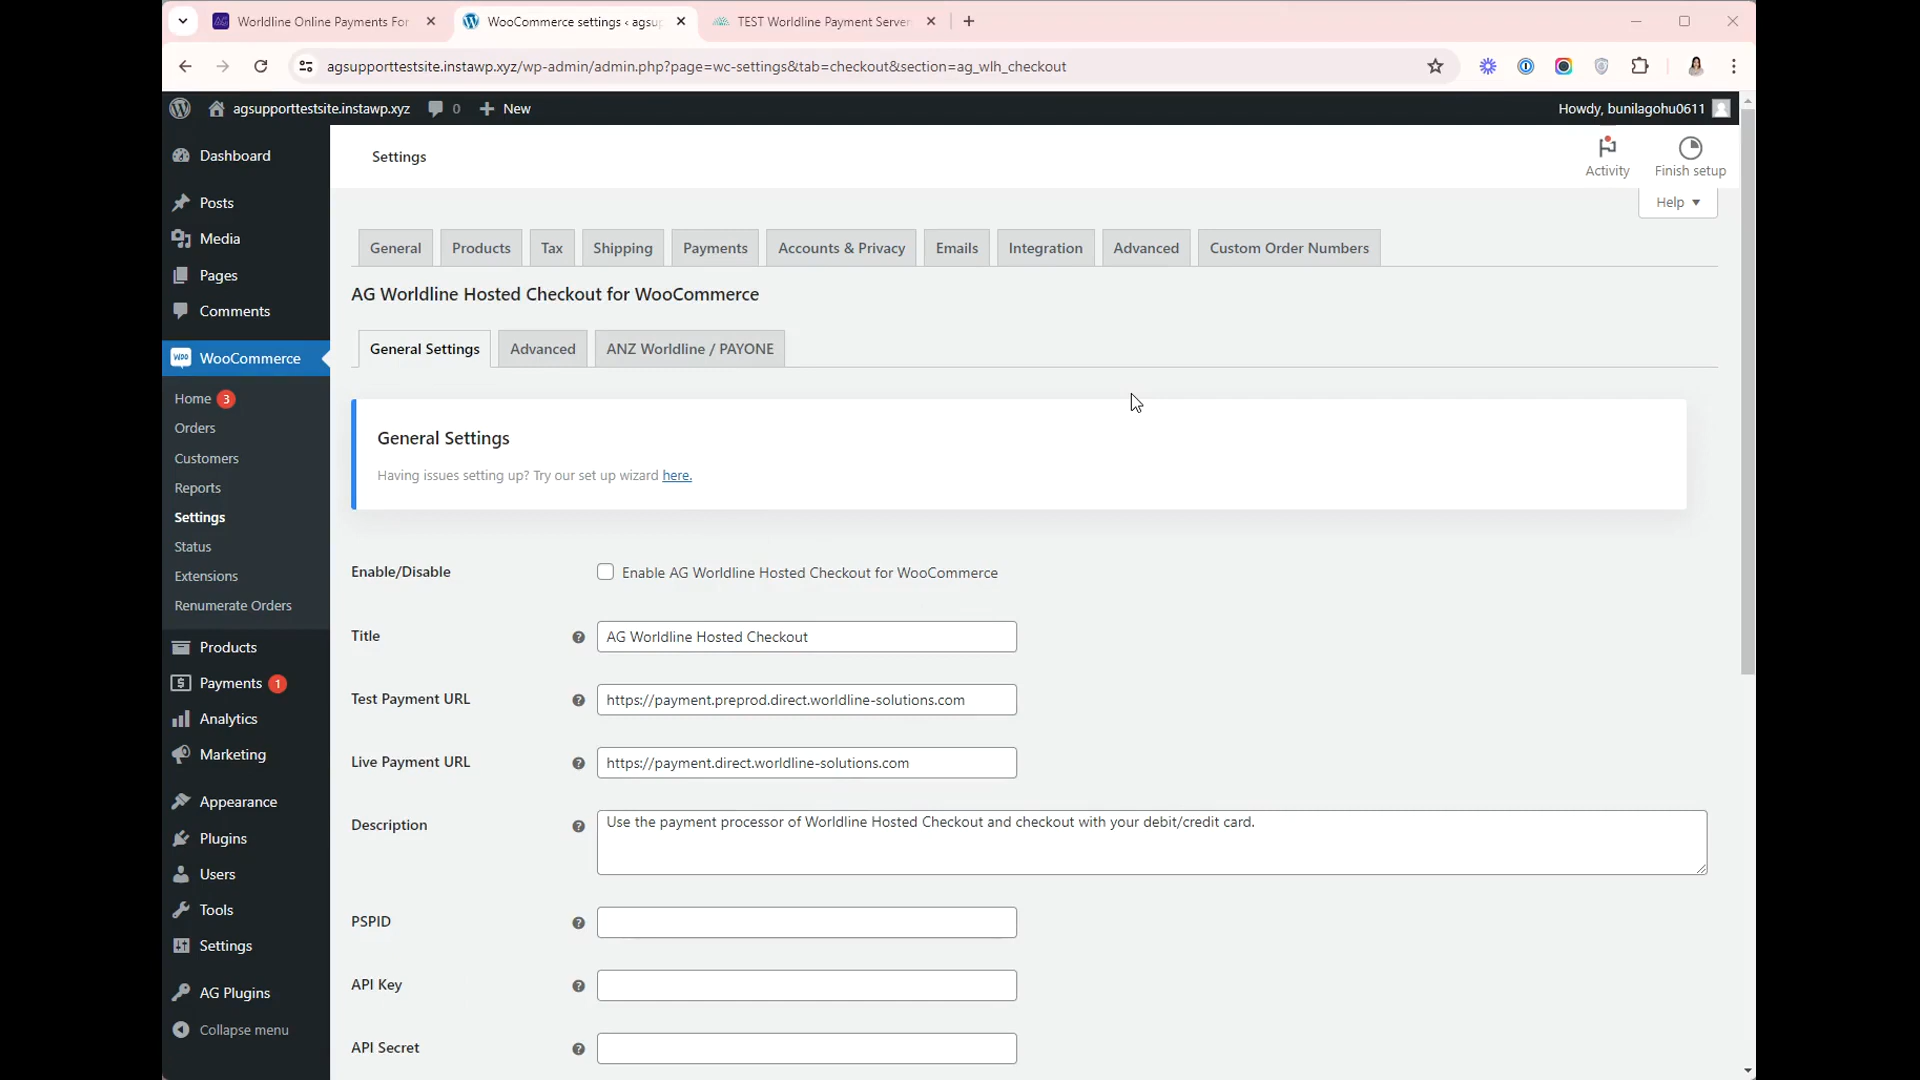 Worldline Online Payments For
WooCommerce settings ‹ agsu
TEST Worldline Payment Server
agsupporttestsite.instawp.xyz/wp-admin/admin.php?page=wc-settings&tab=checkout&section=ag_wlh_checkout
agsupporttestsite.instawp.xyz
0
New
Howdy, bunilagohu0611
Dashboard
Posts
Media
Pages
Comments
WooCommerce
Home 3
Orders
Customers
Reports
Settings
Status
Extensions
Renumerate Orders
Products
Payments 1
Analytics
Marketing
Appearance
Plugins
Users
Tools
Settings
AG Plugins
Collapse menu
Settings
Activity
Finish setup
Help
General
Products
Tax
Shipping
Payments
Accounts & Privacy
Emails
Integration
Advanced
Custom Order Numbers
AG Worldline Hosted Checkout for WooCommerce
General Settings
Advanced
ANZ Worldline / PAYONE
General Settings
Having issues setting up? Try our set up wizard here.
Enable/Disable
Enable AG Worldline Hosted Checkout for WooCommerce
Title
AG Worldline Hosted Checkout
Test Payment URL
https://payment.preprod.direct.worldline-solutions.com
Live Payment URL
https://payment.direct.worldline-solutions.com
Description
Use the payment processor of Worldline Hosted Checkout and checkout with your debit/credit card.
PSPID
API Key
API Secret